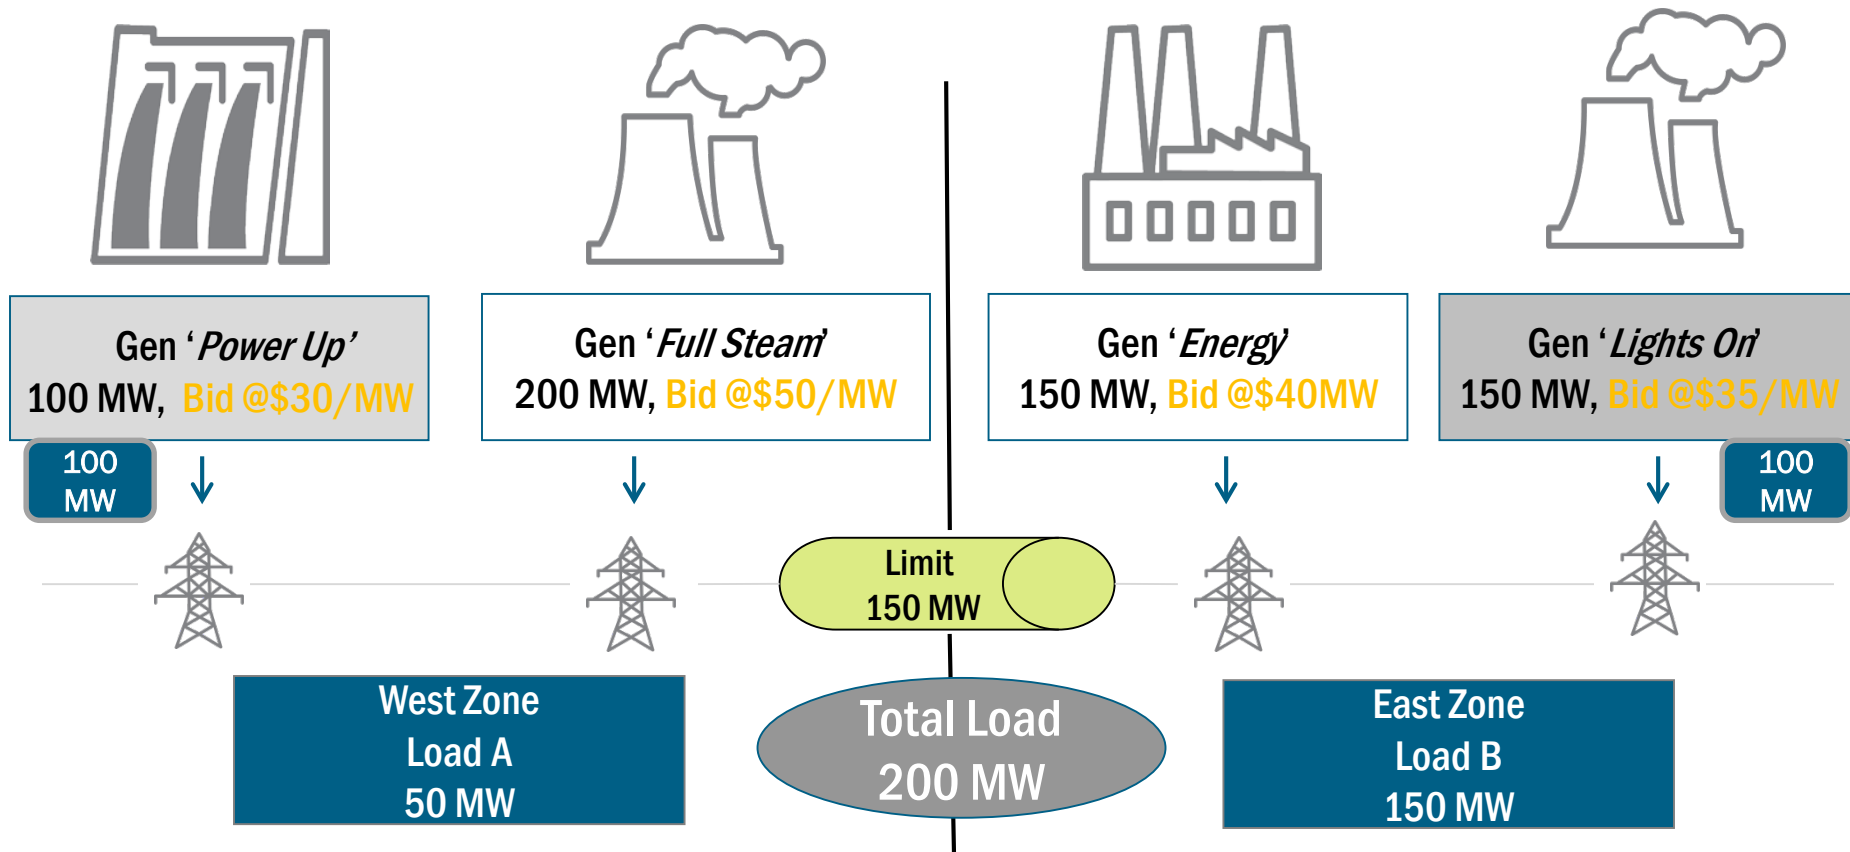 Gen ‘Power Up’
100 MW, Bid @$30/MW
100
MW
Gen ‘Full Steam’
200 MW, Bid @$50/MW
Gen ‘Energy’
150 MW, Bid @$40MW
Gen ‘Lights On’
150 MW, Bid @$35/MW
100
MW
Limit
150 MW
West Zone
Load A
50 MW
Total Load
200 MW
East Zone
Load B
150 MW